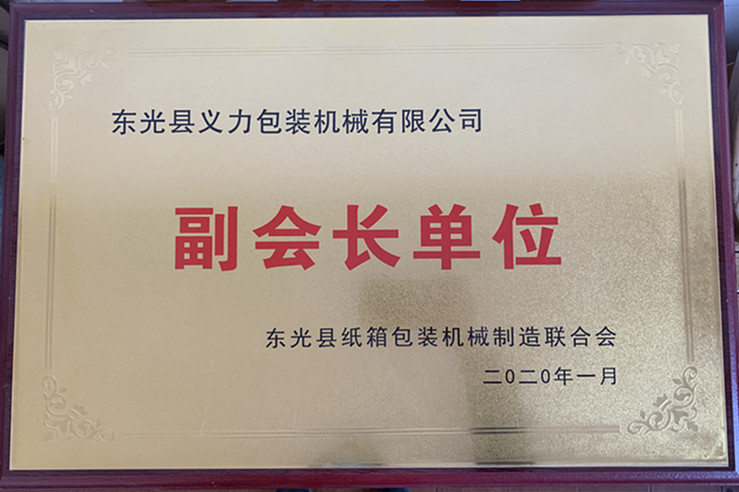 东光县义力包装机械有限公司
副会长单位
东光县纸箱包装机械制造联合会
二〇二〇年一月